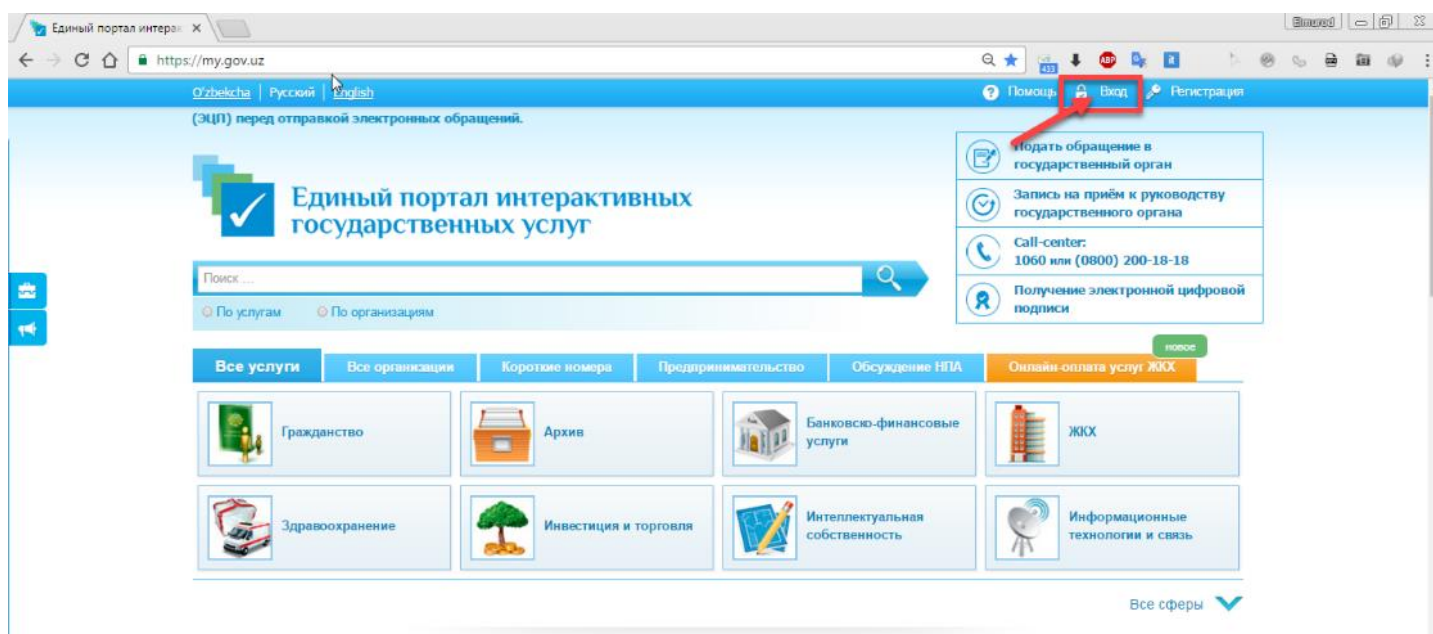 Единый портал интерак
Elmurod
https://my.gov.uz
433
ABP
O'zbekcha | Русский | English
Помощь Вход Регистрация
(ЭЦП) перед отправкой электронных обращений.
Единый портал интерактивных
государственных услуг
Подать обращение в
государственный орган
Запись на приём к руководству
государственного органа
Call-center:
1060 или (0800) 200-18-18
Получение электронной цифровой
подписи
Поиск ...
По услугам По организациям
новое
Все услуги Все организации Короткие номера Предпринимательство Обсуждение НПА Онлайн-оплата услуг ЖКХ
Гражданство
Архив
Банковско-финансовые
услуги
ЖКХ
Здравоохранение
Инвестиция и торговля
Интеллектуальная
собственность
Информационные
технологии и связь
Все сферы